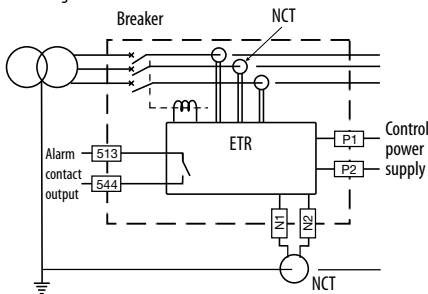 Breaker
NCT
ETR
P1
P2
Control
power
supply
Alarm
contact
output
513
544
N1
N2
NCT